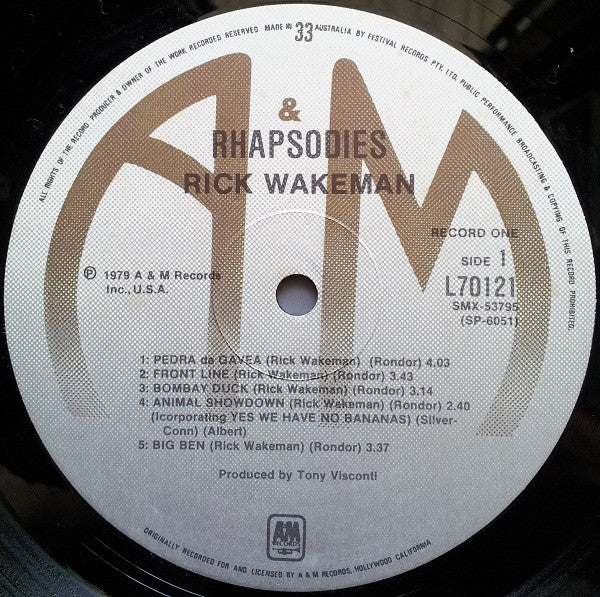 ALL RIGHTS OF THE RECORD PRODUCER & OWNER OF THE WORK RECORDED RESERVED MADE IN AUSTRALIA BY FESTIVAL RECORDS PTY. LTD. PUBLIC PERFORMANCE BROADCASTING & COPYING OF THIS RECORD PROHIBITED.
33
A&M
RHAPSODIES
RICK WAKEMAN
RECORD ONE
SIDE 1
L70121
SMX-53795
(SP-6051)
℗ 1979 A & M Records
Inc., U.S.A.
1: PEDRA da GAVEA (Rick Wakeman) (Rondor) 4.03
2: FRONT LINE (Rick Wakeman) (Rondor) 3.43
3: BOMBAY DUCK (Rick Wakeman) (Rondor) 3.14
4: ANIMAL SHOWDOWN (Rick Wakeman) (Rondor) 2.40
(Icorporating YES WE HAVE NO BANANAS) (Silver-
Conn) (Albert)
5: BIG BEN (Rick Wakeman) (Rondor) 3.37
Produced by Tony Visconti
A&M
RECORDS
ORIGINALLY RECORDED FOR AND LICENSED BY A & M RECORDS, HOLLYWOOD CALIFORNIA